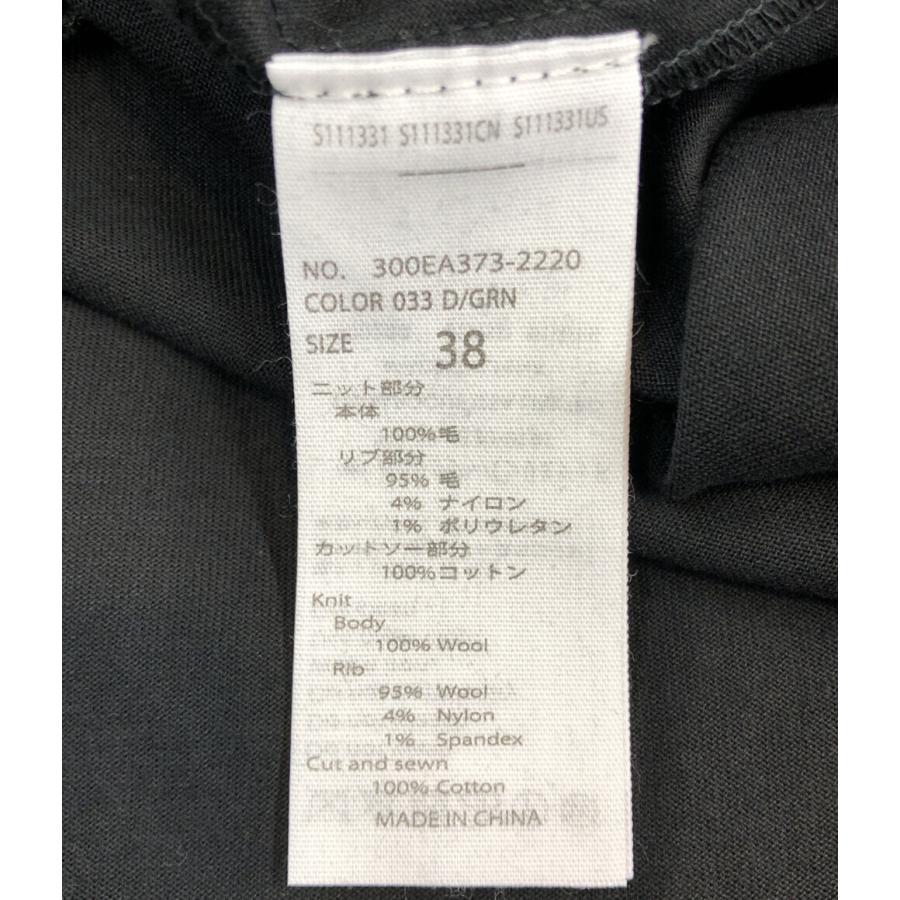 S111331 S111331CN S111331US
NO. 300EA373-2220
COLOR 033 D/GRN
SIZE 38
ニット部分
本体
100%毛
リブ部分
95% 毛
4% ナイロン
1% ポリウレタン
カットソー部分
100%コットン
Knit
Body
100% Wool
Rib
95% Wool
4% Nylon
1% Spandex
Cut and sewn
100% Cotton
MADE IN CHINA